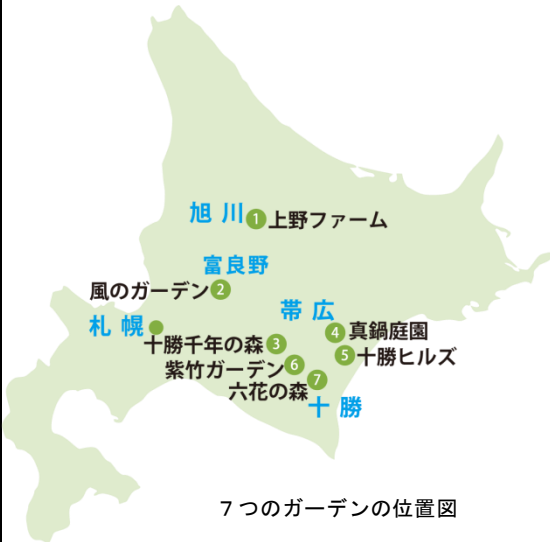 旭川
1 上野ファーム
富良野
風のガーデン 2
帯広
札幌
真鍋庭園 4
十勝千年の森 3
5 十勝ヒルズ
紫竹ガーデン 6
六花の森 7
十勝
7つのガーデンの位置図